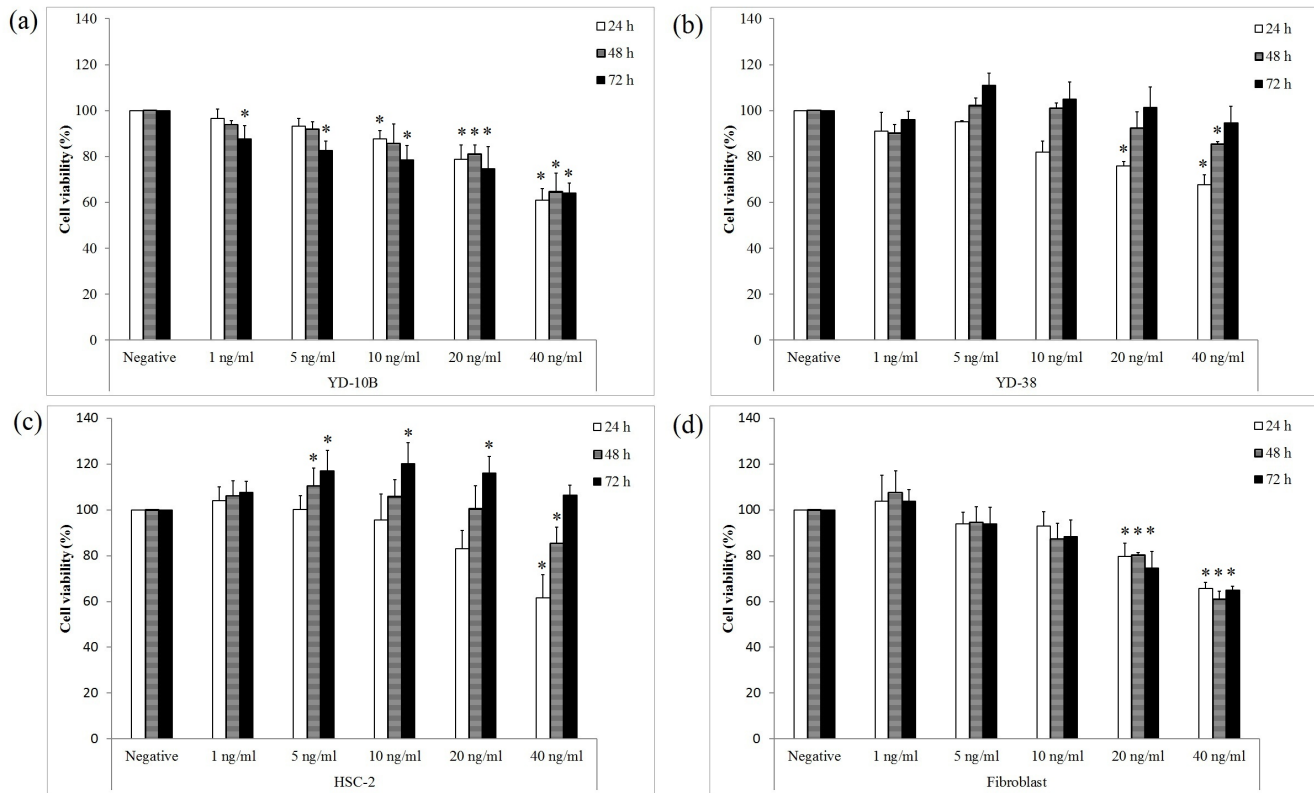 (a)
140
120
100
80
60
40
20
0
Cell viability (%)
24 h
48 h
72 h
*
*
* *
* * *
* * *
Negative 1 ng/ml 5 ng/ml 10 ng/ml 20 ng/ml 40 ng/ml
YD-10B
(b)
140
120
100
80
60
40
20
0
Cell viability (%)
24 h
48 h
72 h
*
* *
Negative 1 ng/ml 5 ng/ml 10 ng/ml 20 ng/ml 40 ng/ml
YD-38
(c)
140
120
100
80
60
40
20
0
Cell viability (%)
24 h
48 h
72 h
* *
*
*
* *
Negative 1 ng/ml 5 ng/ml 10 ng/ml 20 ng/ml 40 ng/ml
HSC-2
(d)
140
120
100
80
60
40
20
0
Cell viability (%)
24 h
48 h
72 h
* * *
* * *
Negative 1 ng/ml 5 ng/ml 10 ng/ml 20 ng/ml 40 ng/ml
Fibroblast